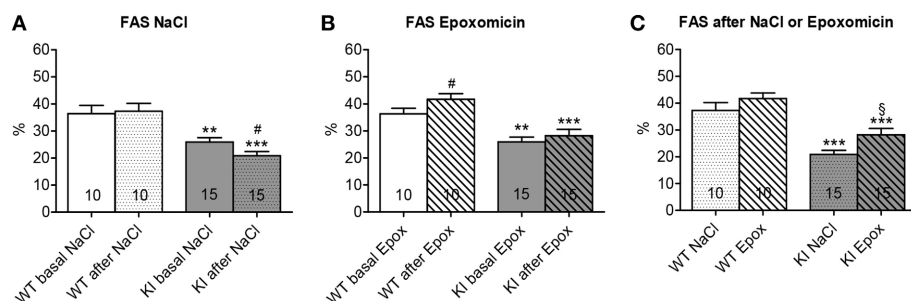 A
FAS NaCl
60
50
40
30
20
10
0
%
**
#
***
10
10
15
15
WT basal NaCl
WT after NaCl
KI basal NaCl
KI after NaCl
B
FAS Epoxomicin
60
50
40
30
20
10
0
%
#
**
***
10
10
15
15
WT basal Epox
WT after Epox
KI basal Epox
KI after Epox
C
FAS after NaCl or Epoxomicin
60
50
40
30
20
10
0
%
***
§
***
10
10
15
15
WT NaCl
WT Epox
KI NaCl
KI Epox